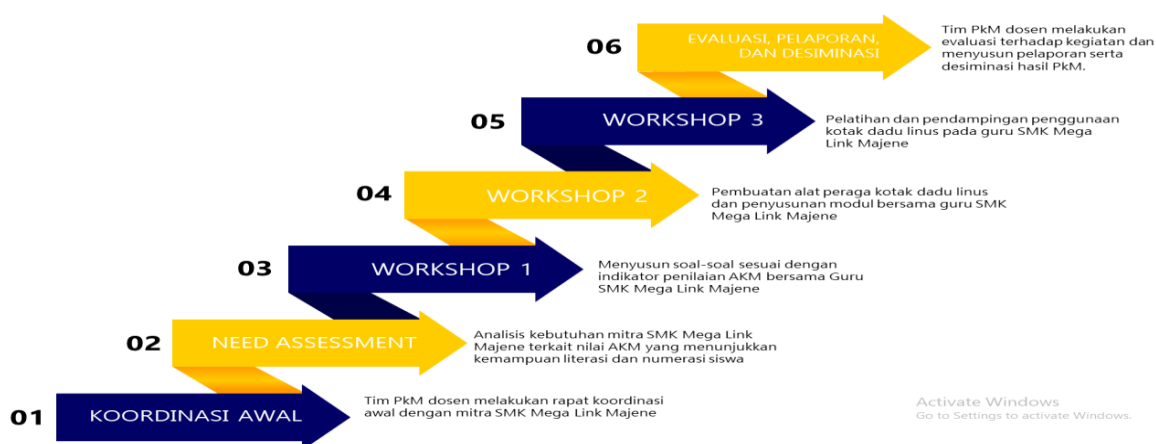 06
EVALUASI, PELAPORAN,
DAN DESIMINASI
Tim PkM dosen melakukan
evaluasi terhadap kegiatan dan
menyusun pelaporan serta
desiminasi hasil PkM.
05
WORKSHOP 3
Pelatihan dan pendampingan penggunaan
kotak dadu linus pada guru SMK Mega
Link Majene
04
WORKSHOP 2
Pembuatan alat peraga kotak dadu linus
dan penyusunan modul bersama guru SMK
Mega Link Majene
03
WORKSHOP 1
Menyusun soal-soal sesuai dengan
indikator penilaian AKM bersama Guru
SMK Mega Link Majene
02
NEED ASSESSMENT
Analisis kebutuhan mitra SMK Mega Link
Majene terkait nilai AKM yang menunjukkan
kemampuan literasi dan numerasi siswa
01
KOORDINASI AWAL
Tim PkM dosen melakukan rapat koordinasi
awal dengan mitra SMK Mega Link Majene
Activate Windows
Go to Settings to activate Windows.